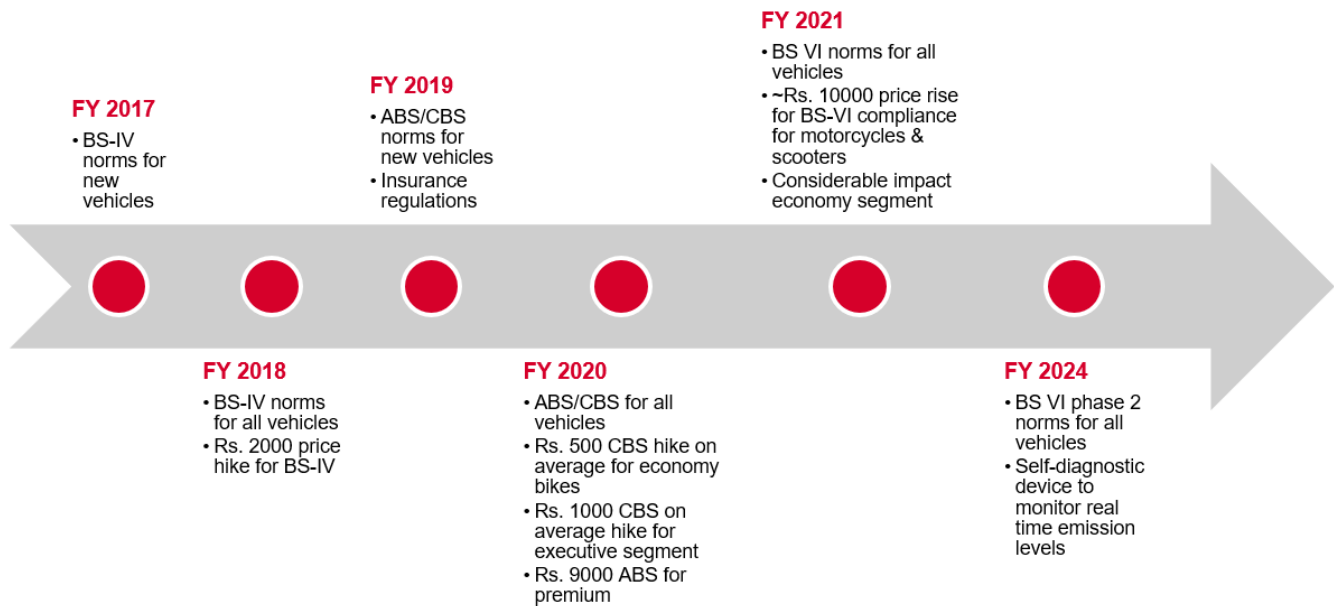 FY 2017
• BS-IV
norms for
new
vehicles
FY 2018
• BS-IV norms
for all vehicles
• Rs. 2000 price
hike for BS-IV
FY 2019
• ABS/CBS
norms for
new vehicles
• Insurance
regulations
FY 2020
• ABS/CBS for all
vehicles
• Rs. 500 CBS hike on
average for economy
bikes
• Rs. 1000 CBS on
average hike for
executive segment
• Rs. 9000 ABS for
premium
FY 2021
• BS VI norms for all
vehicles
• ~Rs. 10000 price rise
for BS-VI compliance
for motorcycles &
scooters
• Considerable impact
economy segment
FY 2024
• BS VI phase 2
norms for all
vehicles
• Self-diagnostic
device to
monitor real
time emission
levels